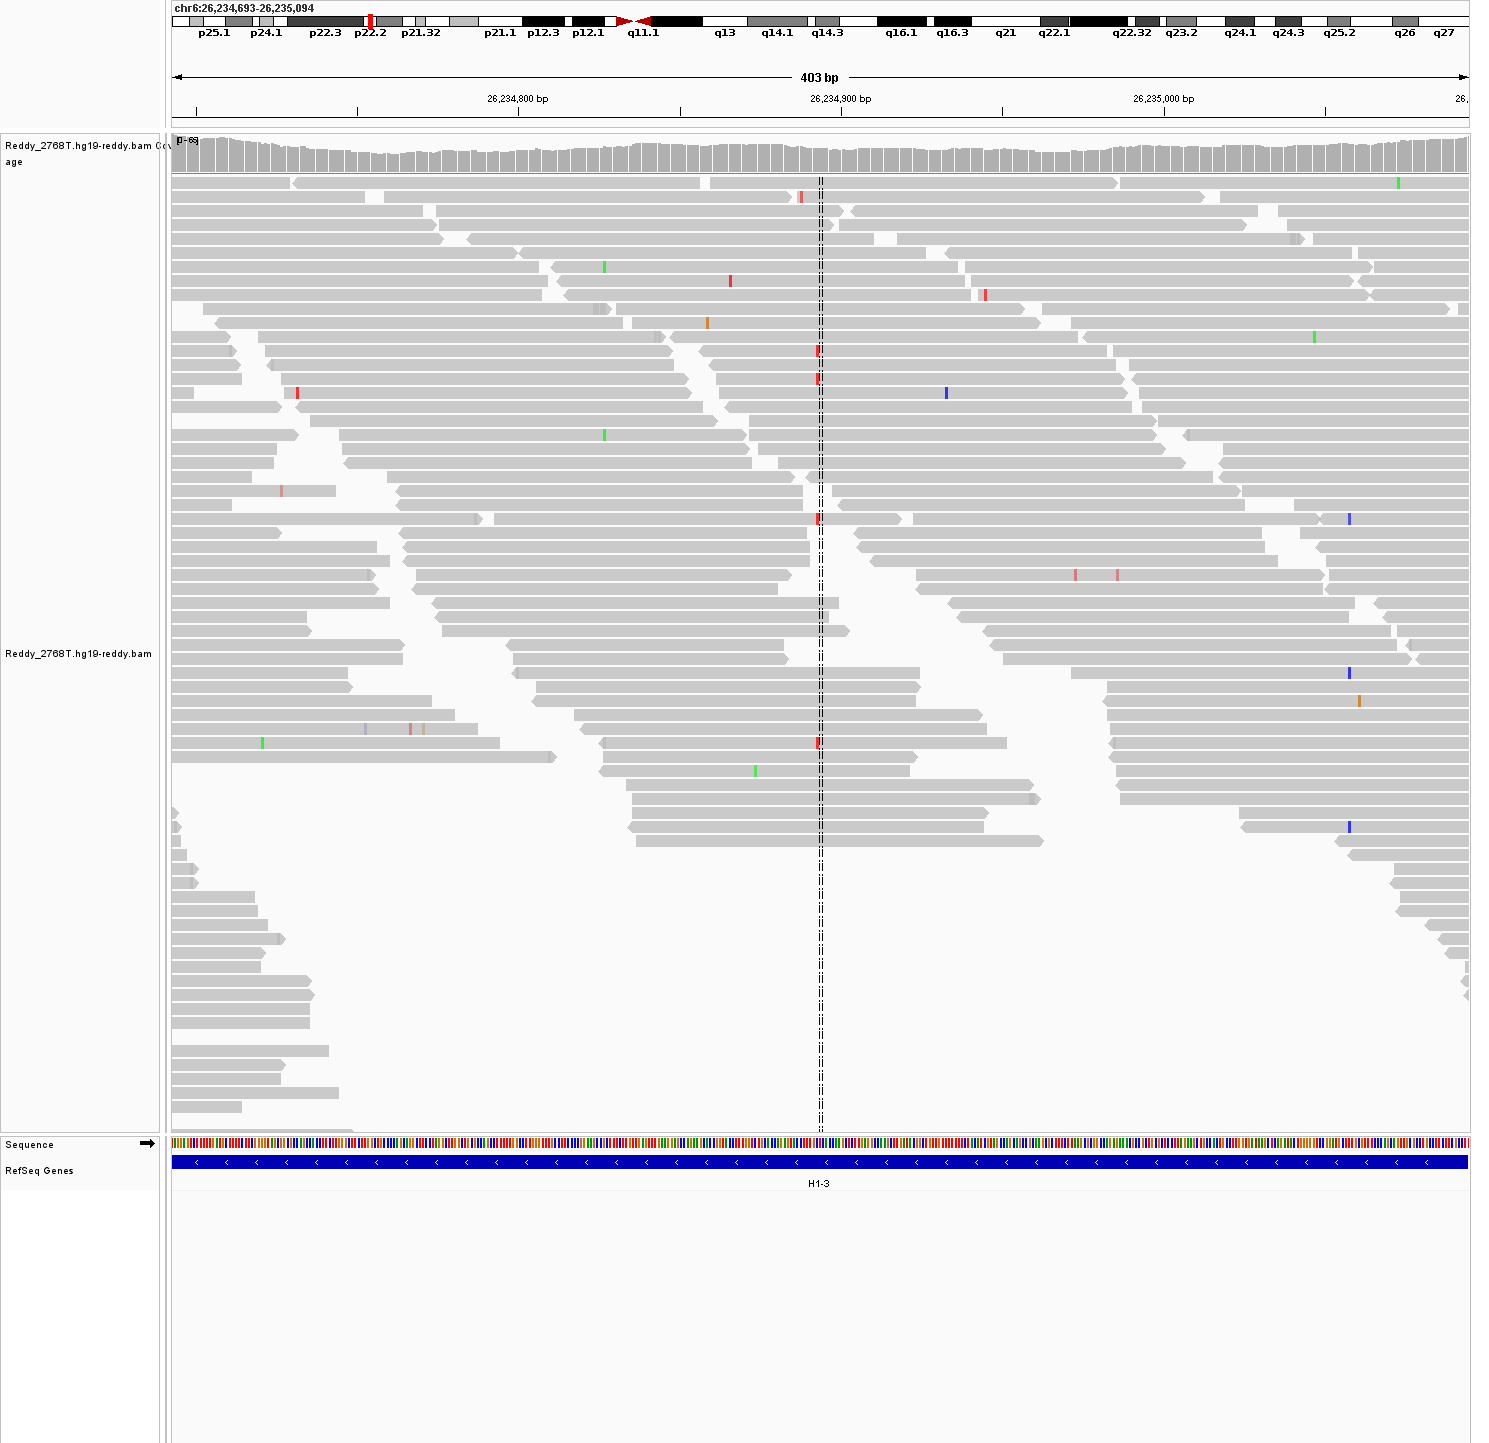 chr6:26,234,693-26,235,094
p25.1 p24.1 p22.3 p22.2 p21.32 p21.1 p12.3 p12.1 q11.1 q13 q14.1 q14.3 q16.1 q16.3 q21 q22.1 q22.32 q23.2 q24.1 q24.3 q25.2 q26 q27
403 bp
26,234,800 bp 26,234,900 bp 26,235,000 bp 26,
Reddy_2768T.hg19-reddy.bam Cov
age
Reddy_2768T.hg19-reddy.bam
Sequence
RefSeq Genes
H1-3